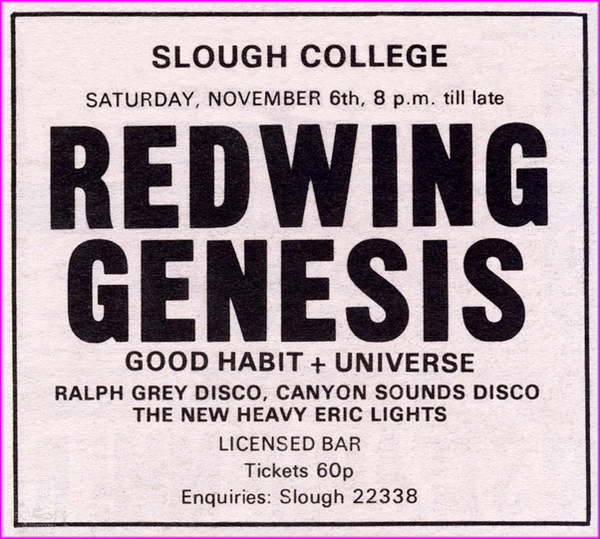 SLOUGH COLLEGE
SATURDAY, NOVEMBER 6th, 8 p.m. till late
REDWING
GENESIS
GOOD HABIT + UNIVERSE
RALPH GREY DISCO, CANYON SOUNDS DISCO
THE NEW HEAVY ERIC LIGHTS
LICENSED BAR
Tickets 60p
Enquiries: Slough 22338